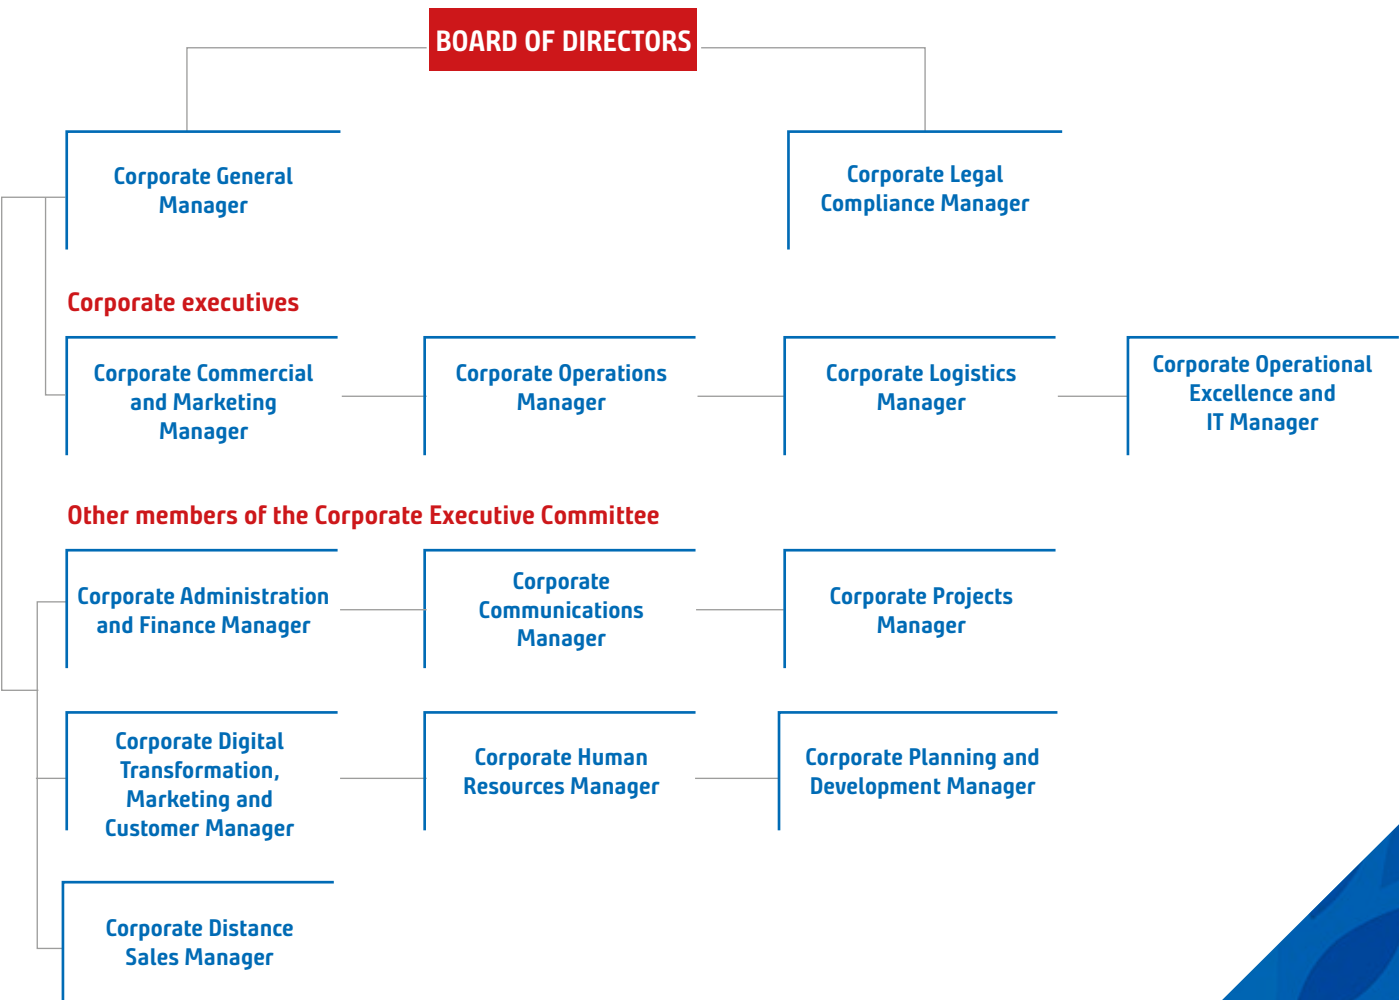 BOARD OF DIRECTORS
Corporate General
Manager
Corporate Legal
Compliance Manager
Corporate executives
Corporate Commercial
and Marketing
Manager
Corporate Operations
Manager
Corporate Logistics
Manager
Corporate Operational
Excellence and
IT Manager
Other members of the Corporate Executive Committee
Corporate Administration
and Finance Manager
Corporate
Communications
Manager
Corporate Projects
Manager
Corporate Digital
Transformation,
Marketing and
Customer Manager
Corporate Human
Resources Manager
Corporate Planning and
Development Manager
Corporate Distance
Sales Manager